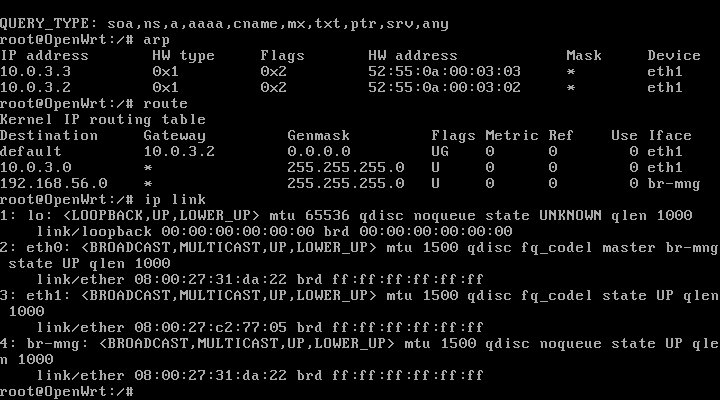 QUERY_TYPE: soa,ns,a,aaaa,cname,mx,txt,ptr,srv,any
root@OpenWrt:/# arp
IP address       HW type     Flags       HW address            Mask     Device
10.0.3.3         0x1         0x2         52:55:0a:00:03:03     *        eth1
10.0.3.2         0x1         0x2         52:55:0a:00:03:02     *        eth1
root@OpenWrt:/# route
Kernel IP routing table
Destination     Gateway         Genmask         Flags Metric Ref    Use Iface
default         10.0.3.2        0.0.0.0         UG    0      0        0 eth1
10.0.3.0        *               255.255.255.0   U     0      0        0 eth1
192.168.56.0    *               255.255.255.0   U     0      0        0 br-mng
root@OpenWrt:/# ip link
1: lo: <LOOPBACK,UP,LOWER_UP> mtu 65536 qdisc noqueue state UNKNOWN qlen 1000
    link/loopback 00:00:00:00:00:00 brd 00:00:00:00:00:00
2: eth0: <BROADCAST,MULTICAST,UP,LOWER_UP> mtu 1500 qdisc fq_codel master br-mng
 state UP qlen 1000
    link/ether 08:00:27:31:da:22 brd ff:ff:ff:ff:ff:ff
3: eth1: <BROADCAST,MULTICAST,UP,LOWER_UP> mtu 1500 qdisc fq_codel state UP qlen
 1000
    link/ether 08:00:27:c2:77:05 brd ff:ff:ff:ff:ff:ff
4: br-mng: <BROADCAST,MULTICAST,UP,LOWER_UP> mtu 1500 qdisc noqueue state UP qle
n 1000
    link/ether 08:00:27:31:da:22 brd ff:ff:ff:ff:ff:ff
root@OpenWrt:/#